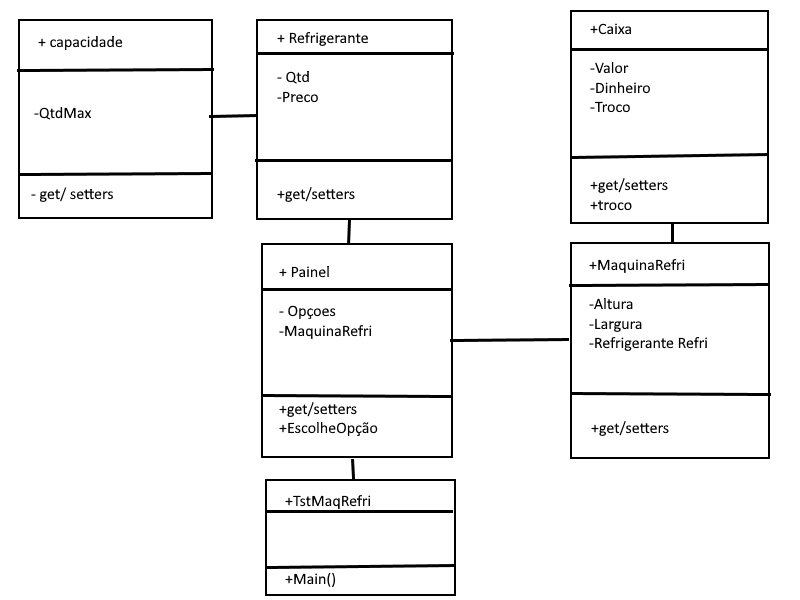 + capacidade
-QtdMax
- get/ setters
+ Refrigerante
- Qtd
-Preco
+get/setters
+Caixa
-Valor
-Dinheiro
-Troco
+get/setters
+troco
+ Painel
- Opçoes
-MaquinaRefri
+get/setters
+EscolheOpção
+MaquinaRefri
-Altura
-Largura
-Refrigerante Refri
+get/setters
+TstMaqRefri
+Main()